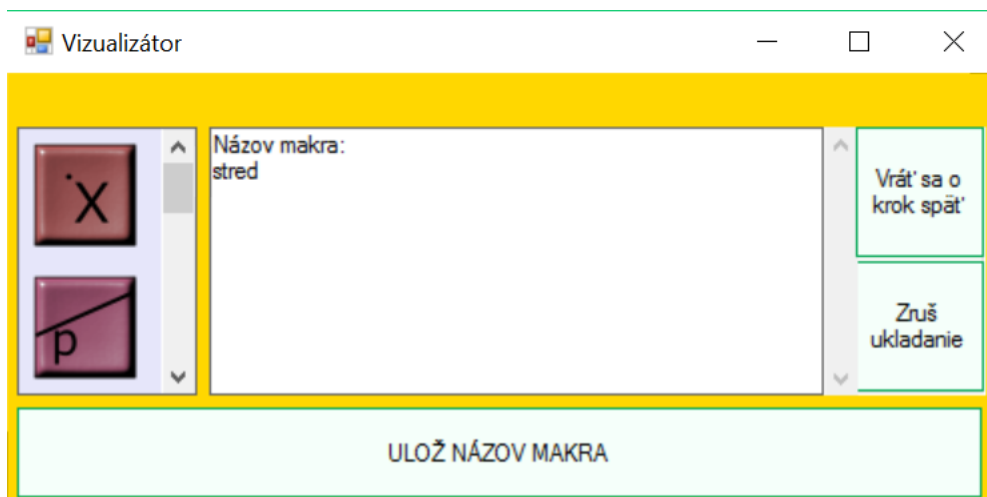 Vizualizátor
Názov makra:
stred
X
p
Vráť sa o
krok späť
Zruš
ukladanie
ULOŽ NÁZOV MAKRA